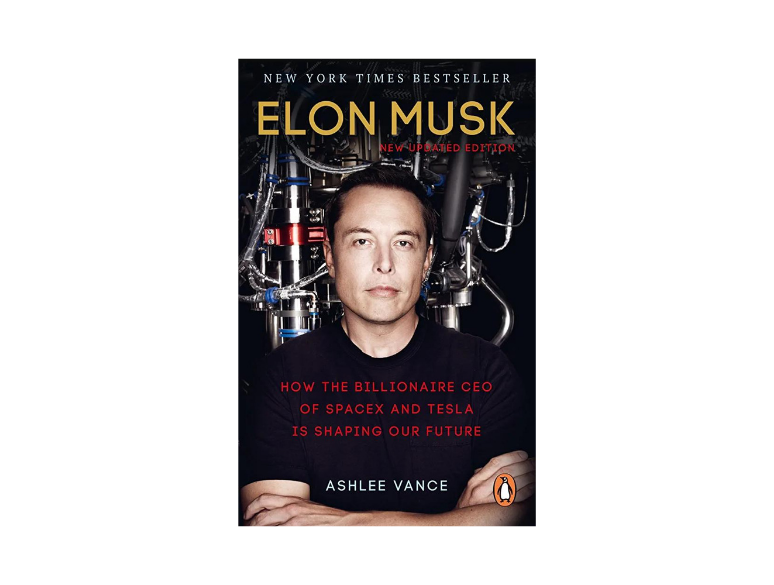 NEW YORK TIMES BESTSELLER
ELON MUSK
NEW UPDATED EDITION
HOW THE BILLIONAIRE CEO
OF SPACEX AND TESLA
IS SHAPING OUR FUTURE
ASHLEE VANCE